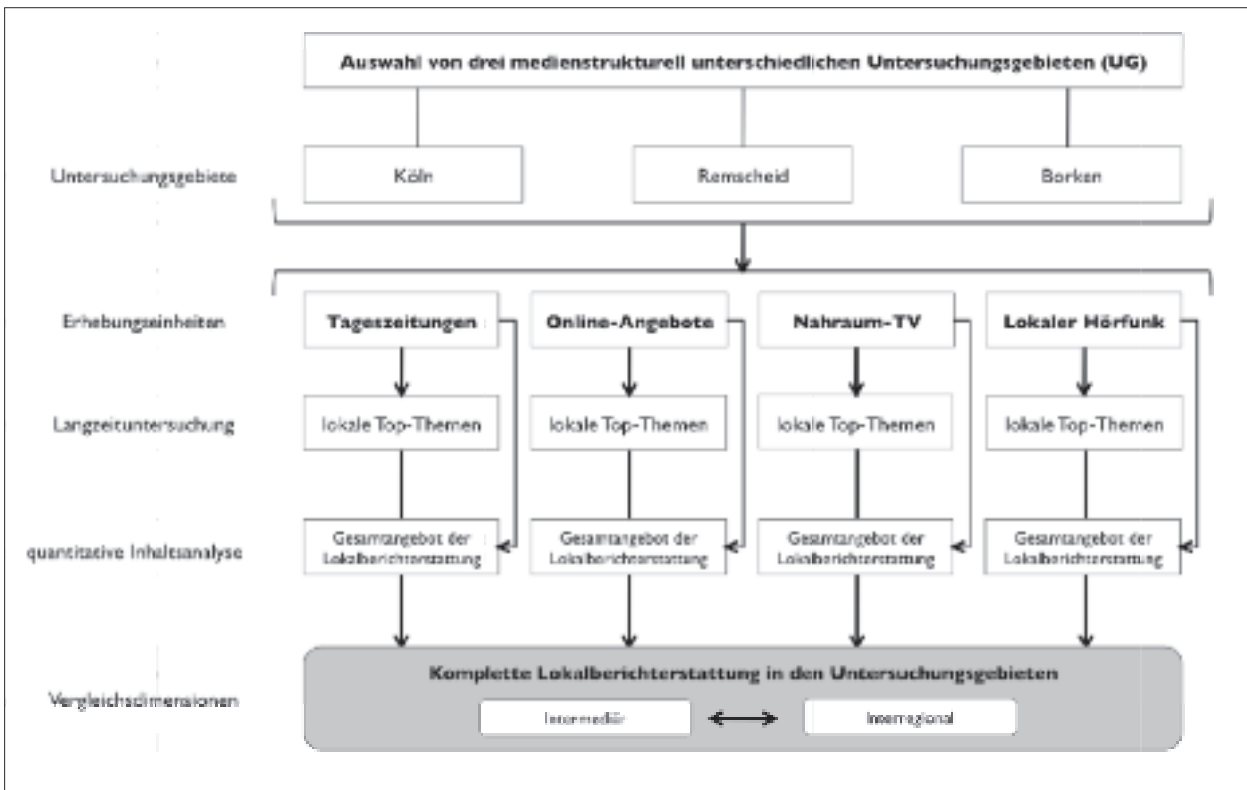 Auswahl von drei medienstrukturell unterschiedlichen Untersuchungsgebieten (UG)
Untersuchungsgebiete
Köln
Remscheid
Borken
Erhebungseinheiten
Tageszeitungen
Online-Angebote
Nahraum-TV
Lokaler Hörfunk
Langzeituntersuchung
lokale Top-Themen
lokale Top-Themen
lokale Top-Themen
lokale Top-Themen
quantitative Inhaltsanalyse
Gesamtangebot der
Lokalberichterstattung
Gesamtangebot der
Lokalberichterstattung
Gesamtangebot der
Lokalberichterstattung
Gesamtangebot der
Lokalberichterstattung
Vergleichsdimensionen
Komplette Lokalberichterstattung in den Untersuchungsgebieten
Intermediär
Interregional